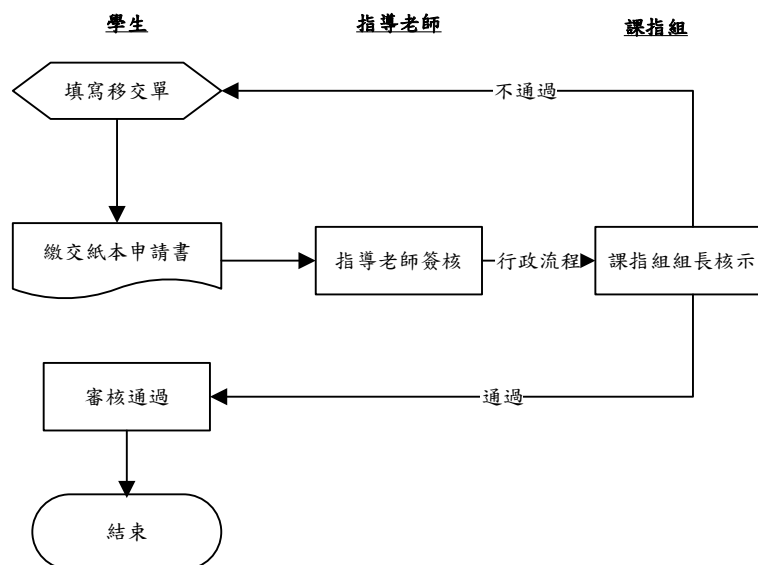 學生
指導老師
課指組
填寫移交單
不通過
繳交紙本申請書
指導老師簽核
行政流程
課指組組長核示
審核通過
通過
結束